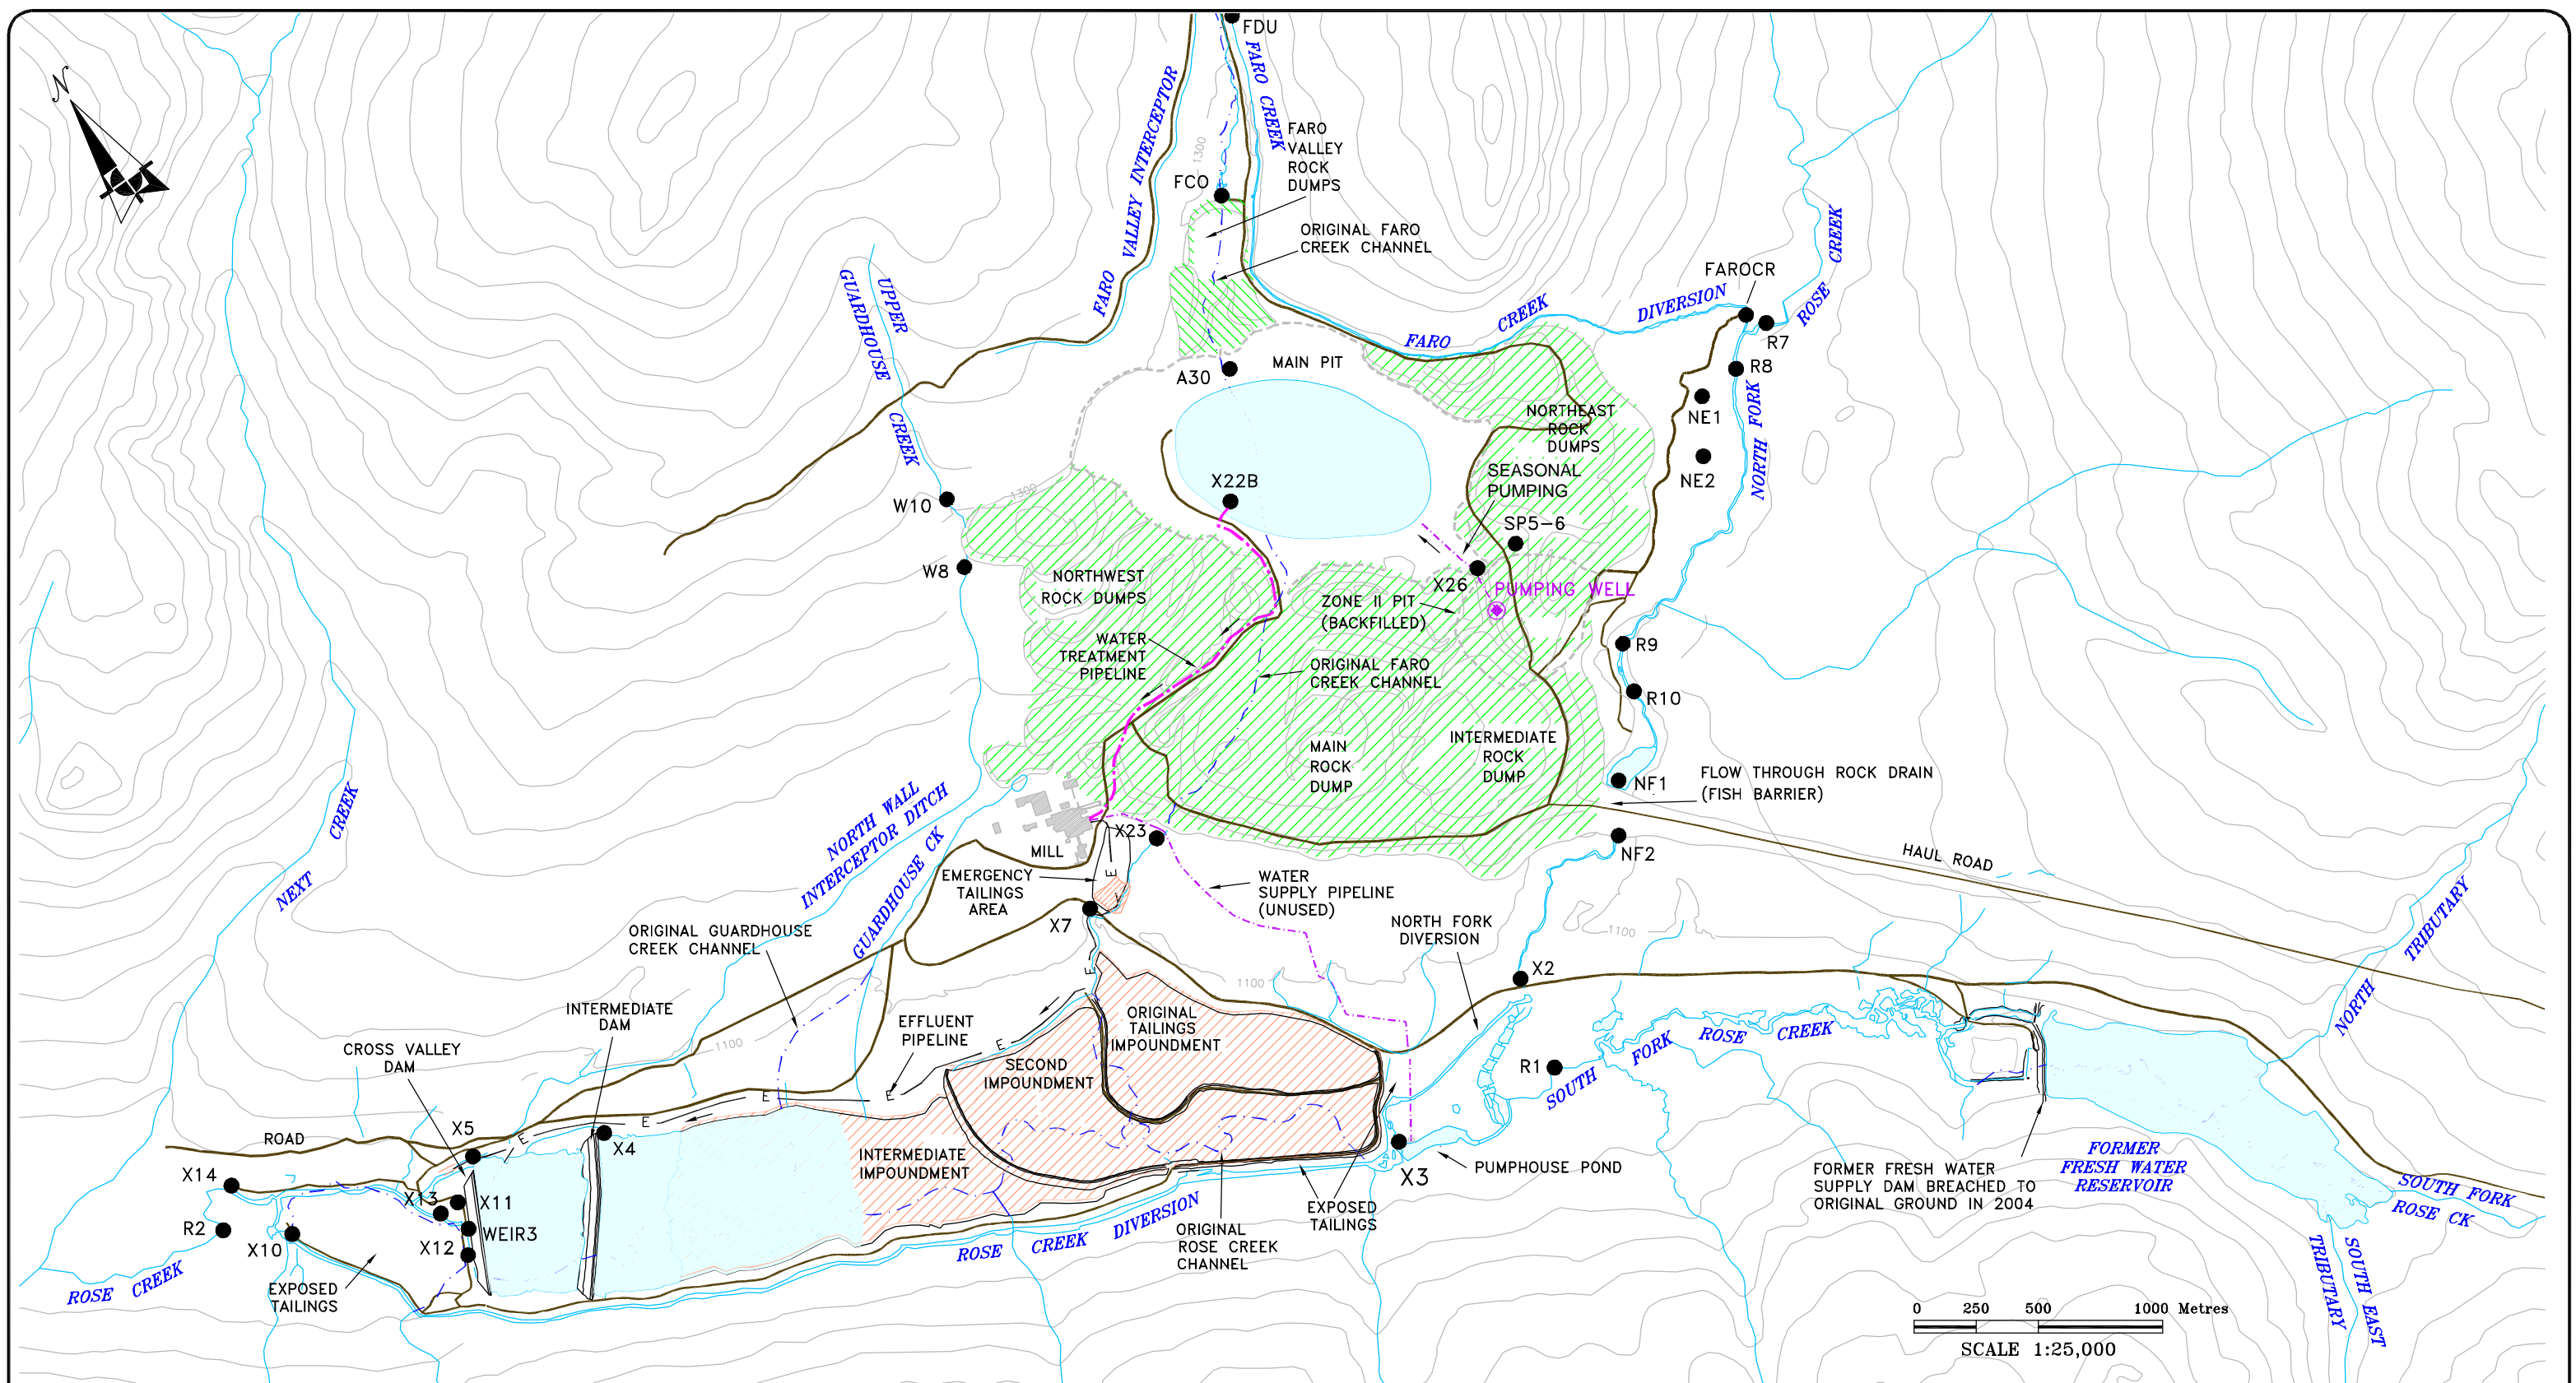 N
FDU
FARO CREEK
FARO VALLEY INTERCEPTOR
1300
FARO
VALLEY
ROCK
DUMPS
FCO
ORIGINAL FARO
CREEK CHANNEL
UPPER
GUARDHOUSE
CREEK
FAROCR
ROSE CREEK
FARO CREEK DIVERSION
R7
R8
MAIN PIT
A30
NORTH FORK
NE1
NE2
NORTHEAST
ROCK
DUMPS
SEASONAL
PUMPING
X22B
W10
1300
SP5-6
W8
X26
PUMPING WELL
NORTHWEST
ROCK DUMPS
ZONE II PIT
(BACKFILLED)
WATER
TREATMENT
PIPELINE
ORIGINAL FARO
CREEK CHANNEL
R9
R10
MAIN
ROCK
DUMP
INTERMEDIATE
ROCK
DUMP
NF1
FLOW THROUGH ROCK DRAIN
(FISH BARRIER)
NEXT CREEK
NORTH WALL
INTERCEPTOR DITCH
GUARDHOUSE CK
MILL
X23
NF2
HAUL ROAD
EMERGENCY
TAILINGS
AREA
E
WATER
SUPPLY PIPELINE
(UNUSED)
X7
NORTH FORK
DIVERSION
1100
NORTH TRIBUTARY
ORIGINAL GUARDHOUSE
CREEK CHANNEL
E
1100
X2
INTERMEDIATE
DAM
EFFLUENT
PIPELINE
ORIGINAL
TAILINGS
IMPOUNDMENT
SOUTH FORK ROSE CREEK
1100
CROSS VALLEY
DAM
E
SECOND
IMPOUNDMENT
R1
E
E
E
E
X5
X4
ROAD
INTERMEDIATE
IMPOUNDMENT
PUMPHOUSE POND
X3
X14
X13
X11
R2
X10
X12
WEIR3
EXPOSED
TAILINGS
ROSE CREEK
EXPOSED
TAILINGS
ROSE CREEK DIVERSION
ORIGINAL
ROSE CREEK
CHANNEL
FORMER FRESH WATER
SUPPLY DAM BREACHED TO
ORIGINAL GROUND IN 2004
FORMER
FRESH WATER
RESERVOIR
SOUTH FORK
ROSE CK
SOUTH EAST
TRIBUTARY
0 250 500 1000 Metres
SCALE 1:25,000